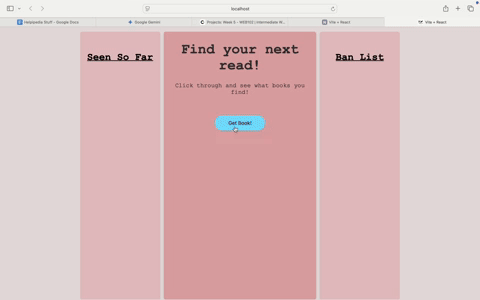 localhost
Helpipedia Stuff - Google Docs
Google Gemini
Projects: Week 5 - WEB102 | Intermediate W...
Vite + React
Vite + React
Seen So Far
Find your next
read!
Click through and see what books you
find!
Get Book!
Ban List